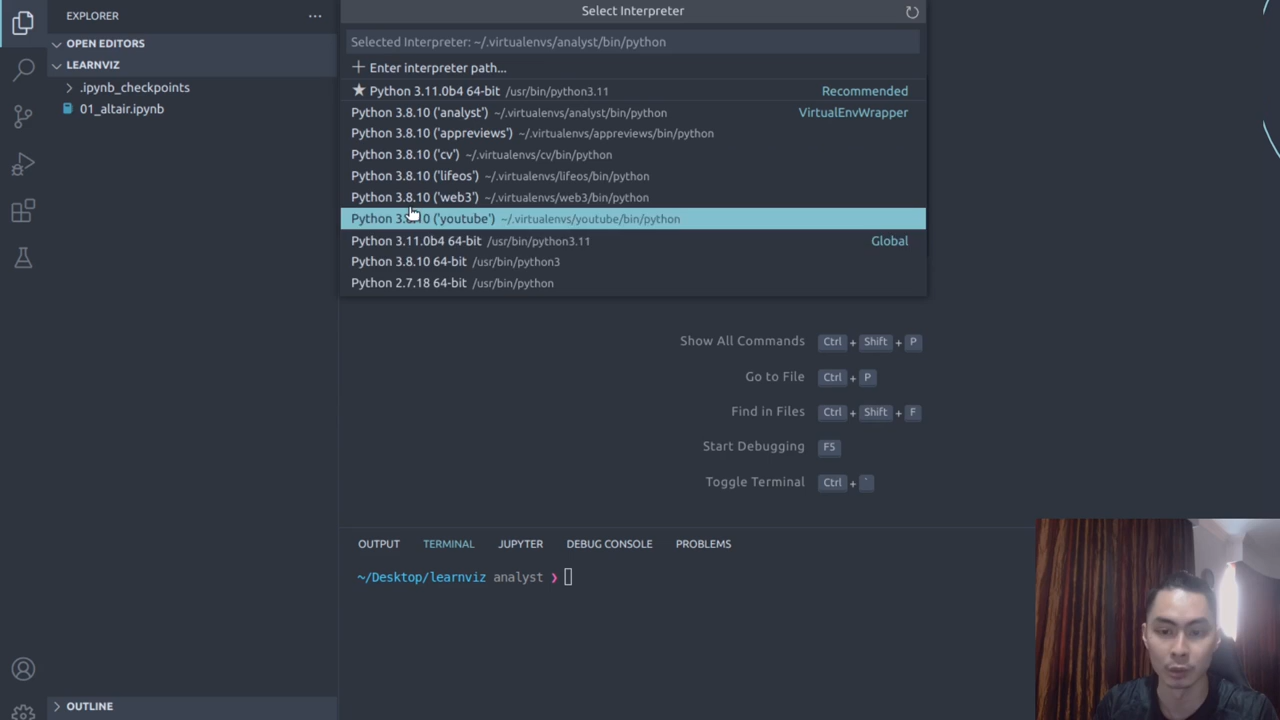 EXPLORER
OPEN EDITORS
LEARNVIZ
.ipynb_checkpoints
01_altair.ipynb
OUTLINE
Select Interpreter
Selected Interpreter: ~/.virtualenvs/analyst/bin/python
Enter interpreter path...
Python 3.11.0b4 64-bit /usr/bin/python3.11 Recommended
Python 3.8.10 ('analyst') ~/.virtualenvs/analyst/bin/python VirtualEnvWrapper
Python 3.8.10 ('appreviews') ~/.virtualenvs/appreviews/bin/python
Python 3.8.10 ('cv') ~/.virtualenvs/cv/bin/python
Python 3.8.10 ('lifeos') ~/.virtualenvs/lifeos/bin/python
Python 3.8.10 ('web3') ~/.virtualenvs/web3/bin/python
Python 3.8.10 ('youtube') ~/.virtualenvs/youtube/bin/python
Python 3.11.0b4 64-bit /usr/bin/python3.11 Global
Python 3.8.10 64-bit /usr/bin/python3
Python 2.7.18 64-bit /usr/bin/python
Show All Commands Ctrl + Shift + P
Go to File Ctrl + P
Find in Files Ctrl + Shift + F
Start Debugging F5
Toggle Terminal Ctrl + `
OUTPUT TERMINAL JUPYTER DEBUG CONSOLE PROBLEMS
~/Desktop/learnviz analyst ❯